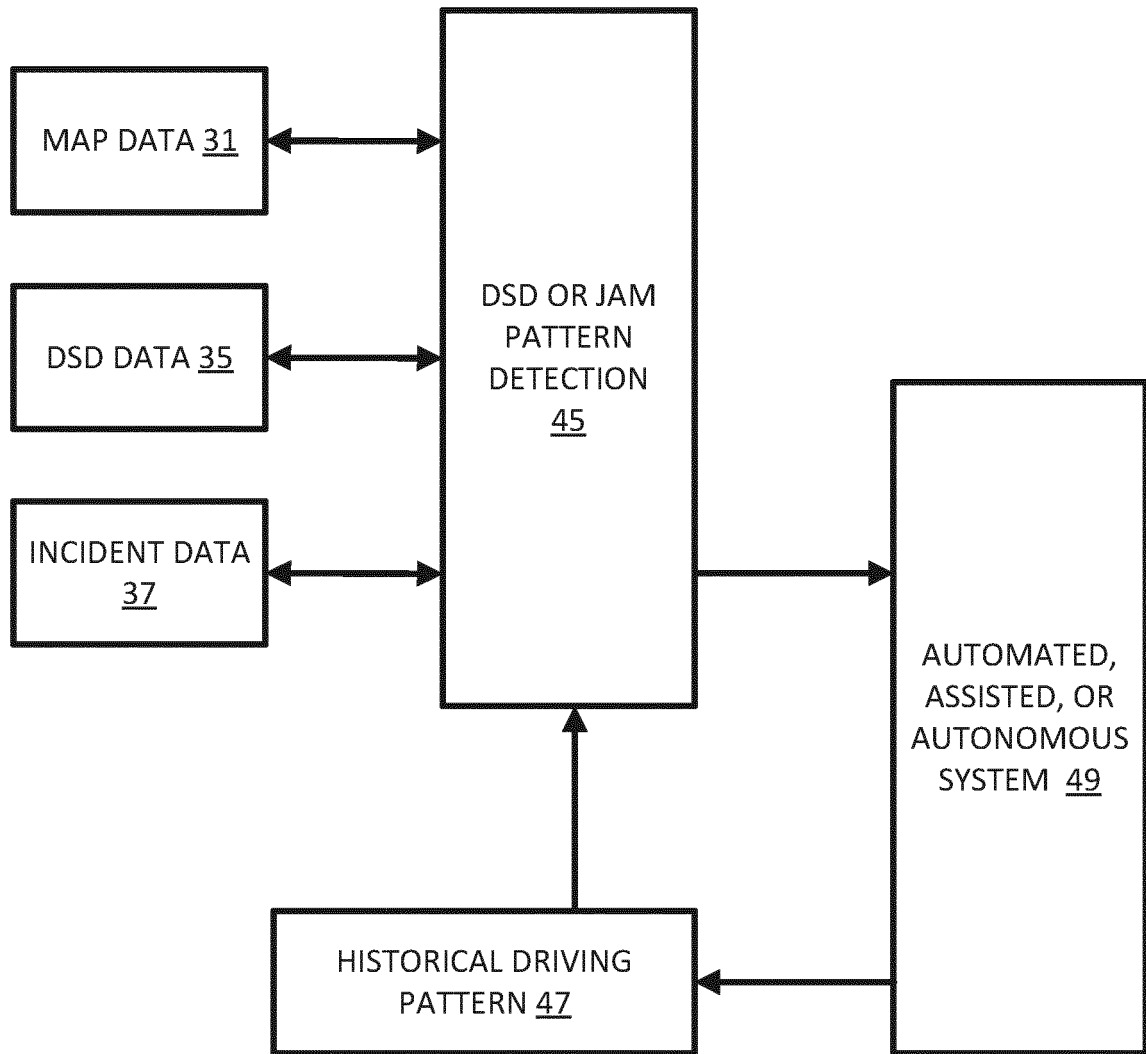 MAP DATA 31
DSD DATA 35
INCIDENT DATA
37
DSD OR JAM
PATTERN
DETECTION
45
AUTOMATED,
ASSISTED, OR
AUTONOMOUS
SYSTEM 49
HISTORICAL DRIVING
PATTERN 47